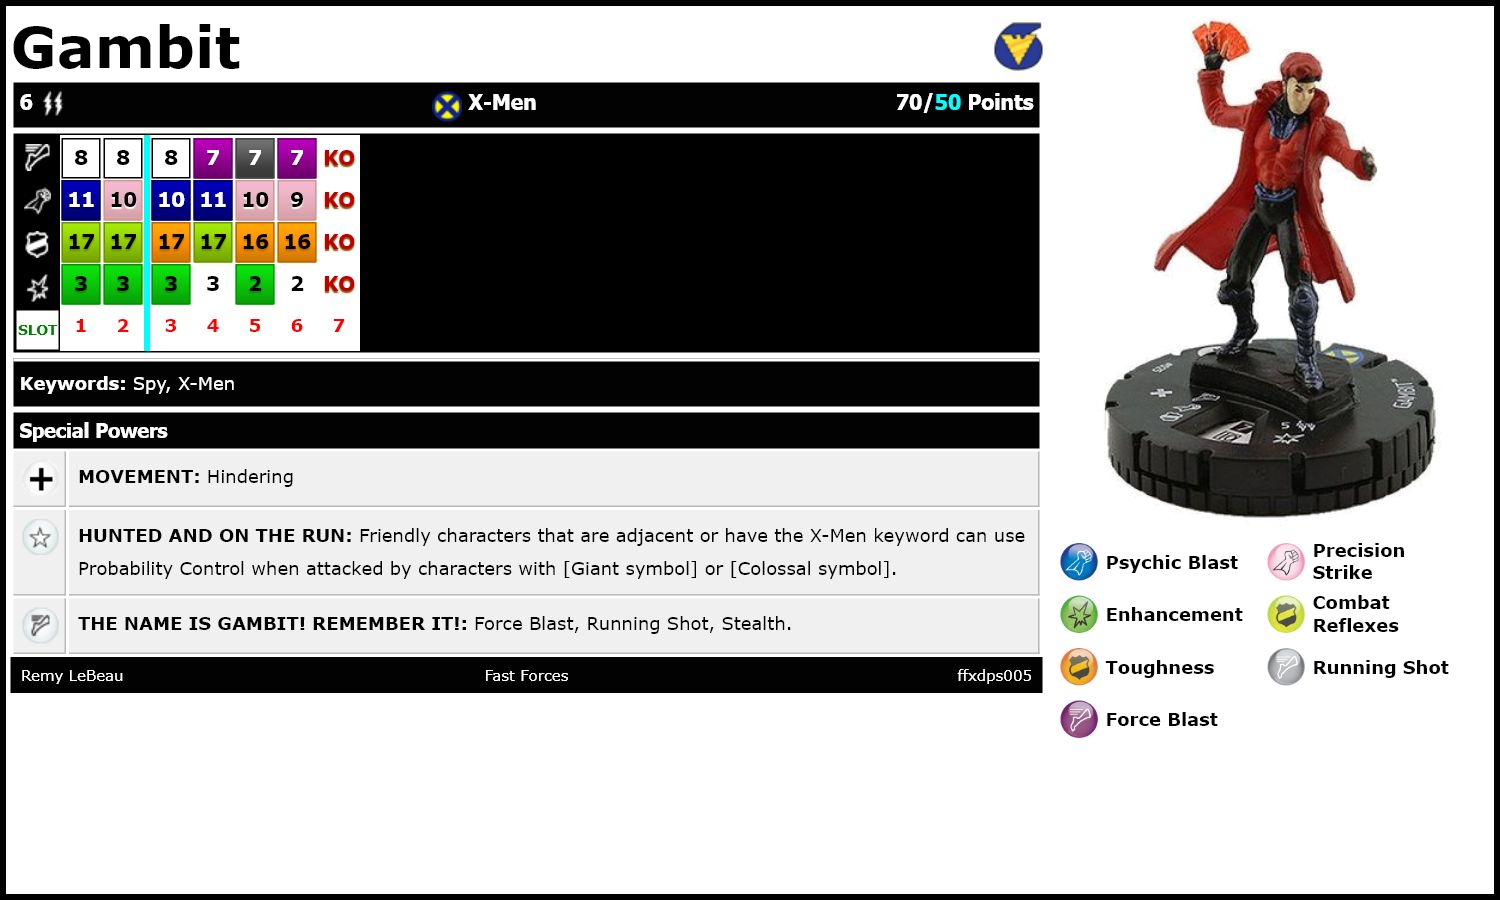 Gambit
6
X-Men
70/50 Points
8 8 8 7 7 7 KO
11 10 10 11 10 9 KO
17 17 17 17 16 16 KO
3 3 3 3 2 2 KO
SLOT 1 2 3 4 5 6 7
Keywords: Spy, X-Men
Special Powers
MOVEMENT: Hindering
HUNTED AND ON THE RUN: Friendly characters that are adjacent or have the X-Men keyword can use
Probability Control when attacked by characters with [Giant symbol] or [Colossal symbol].
THE NAME IS GAMBIT! REMEMBER IT!: Force Blast, Running Shot, Stealth.
Remy LeBeau
Fast Forces
ffxdps005
GAMBIT
5
Psychic Blast
Precision
Strike
Enhancement
Combat
Reflexes
Toughness
Running Shot
Force Blast